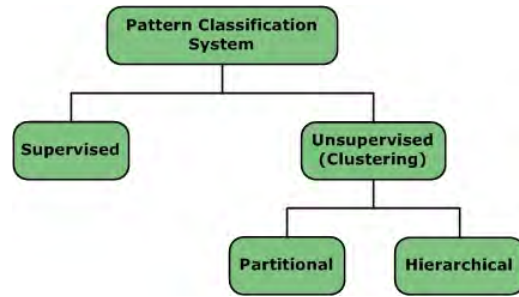 Pattern Classification
System
Supervised
Unsupervised
(Clustering)
Partitional
Hierarchical